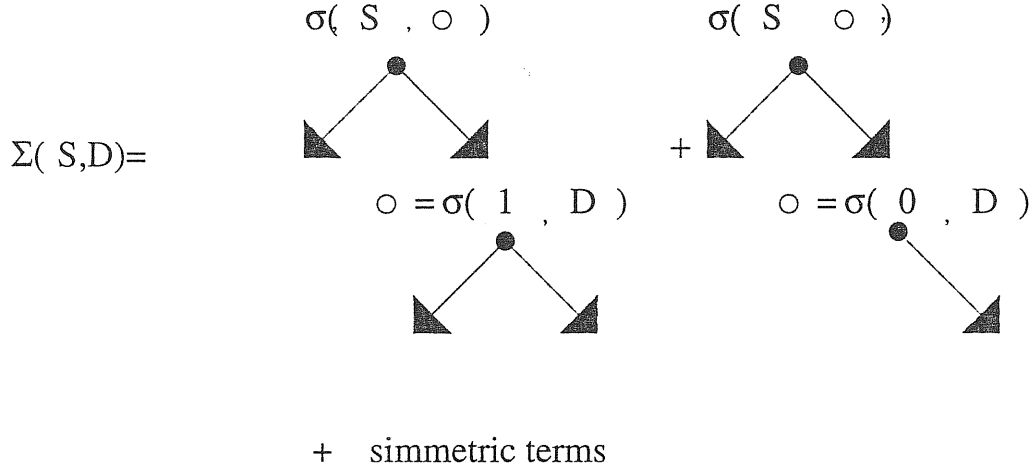 σ( S , ○ ) σ( S ○ , )
Σ( S,D)= +
○ =σ( 1 , D ) ○ =σ( 0 , D )
+ simmetric terms